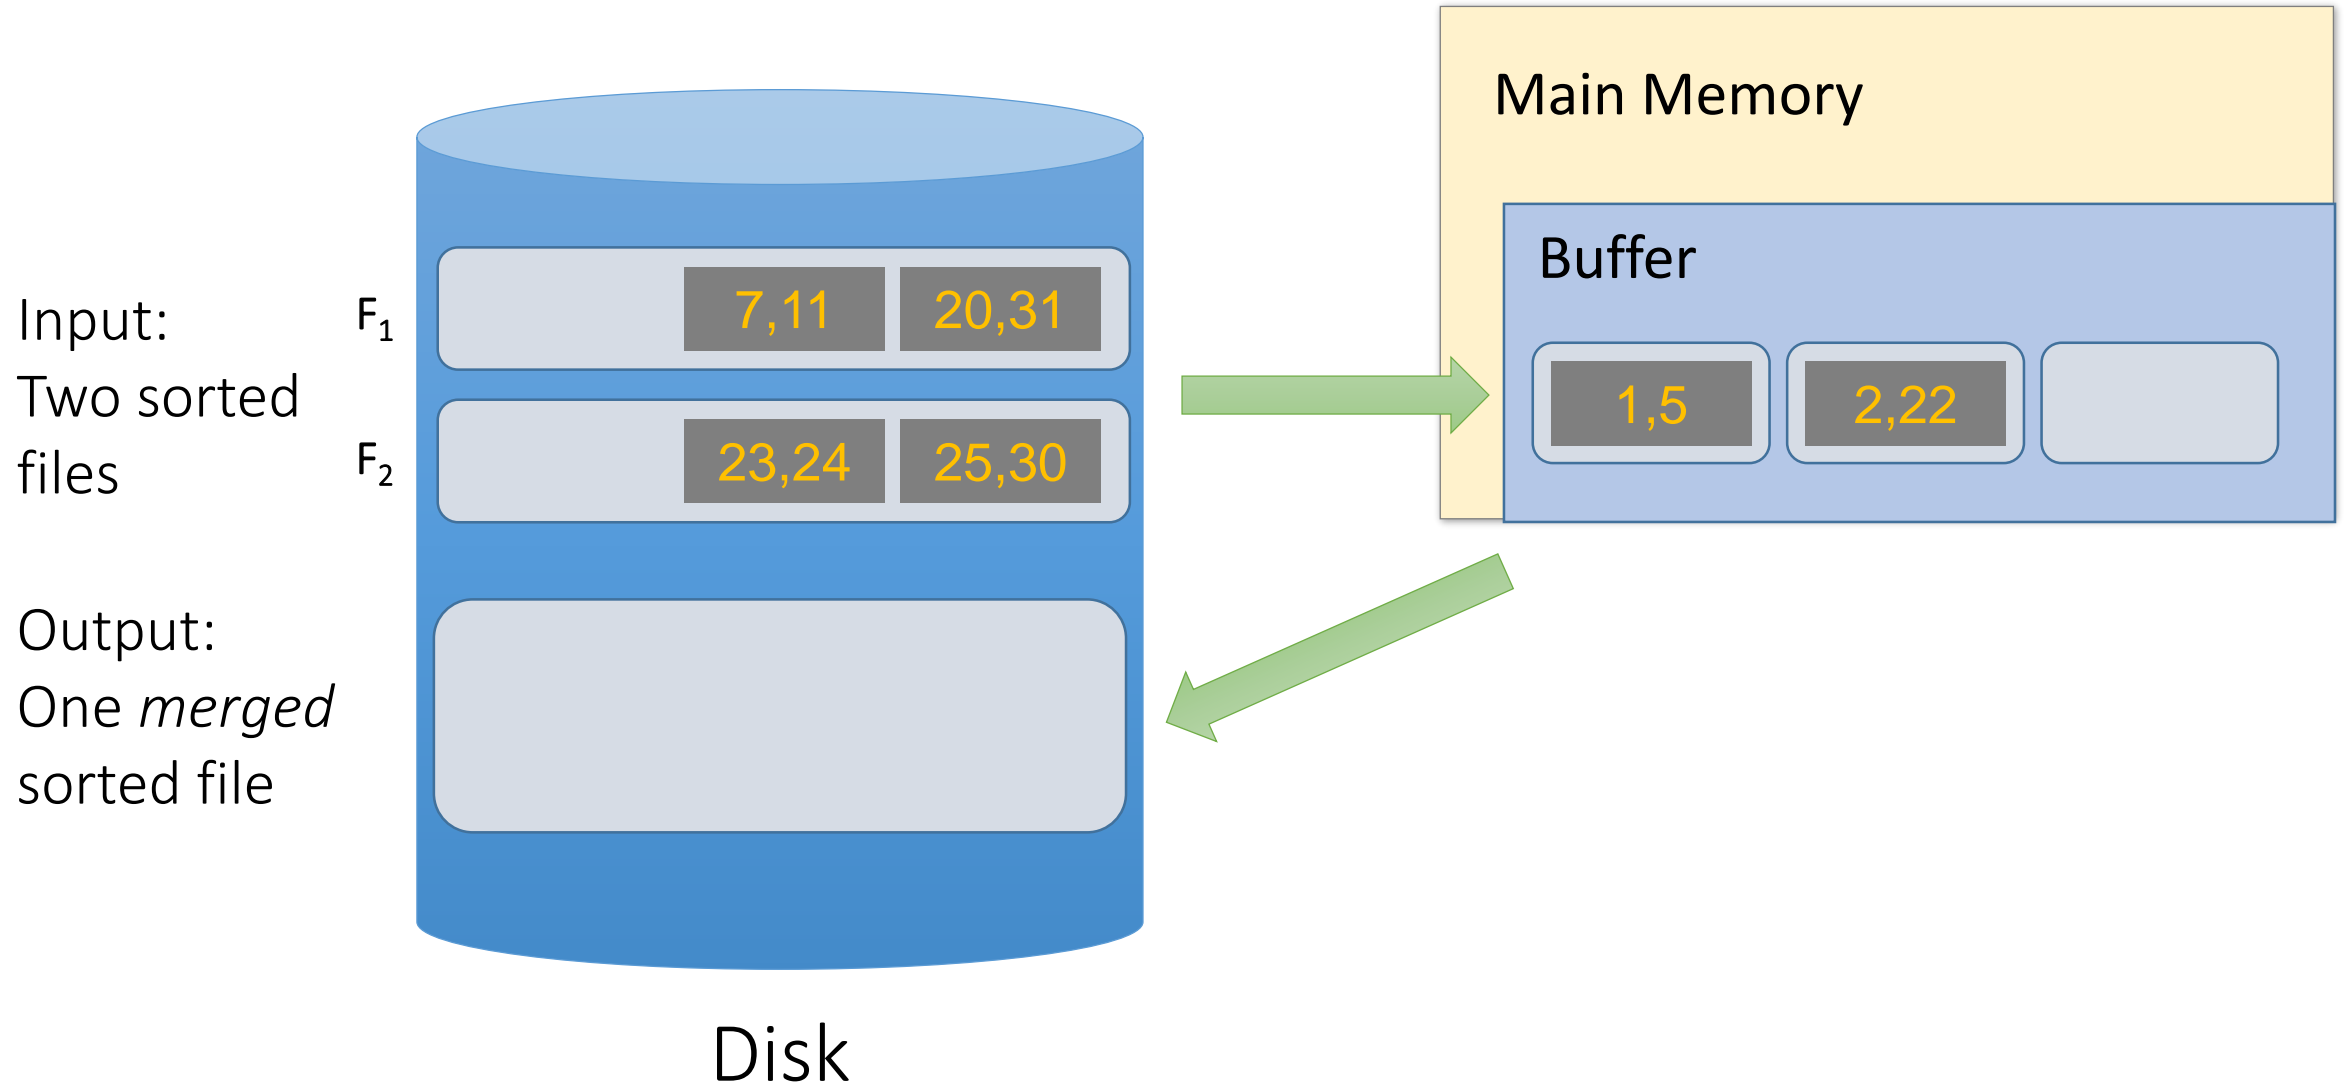 Main Memory
Buffer
Input:
Two sorted
files
F1
7,11
20,31
F2
23,24
25,30
1,5
2,22
Output:
One merged
sorted file
Disk